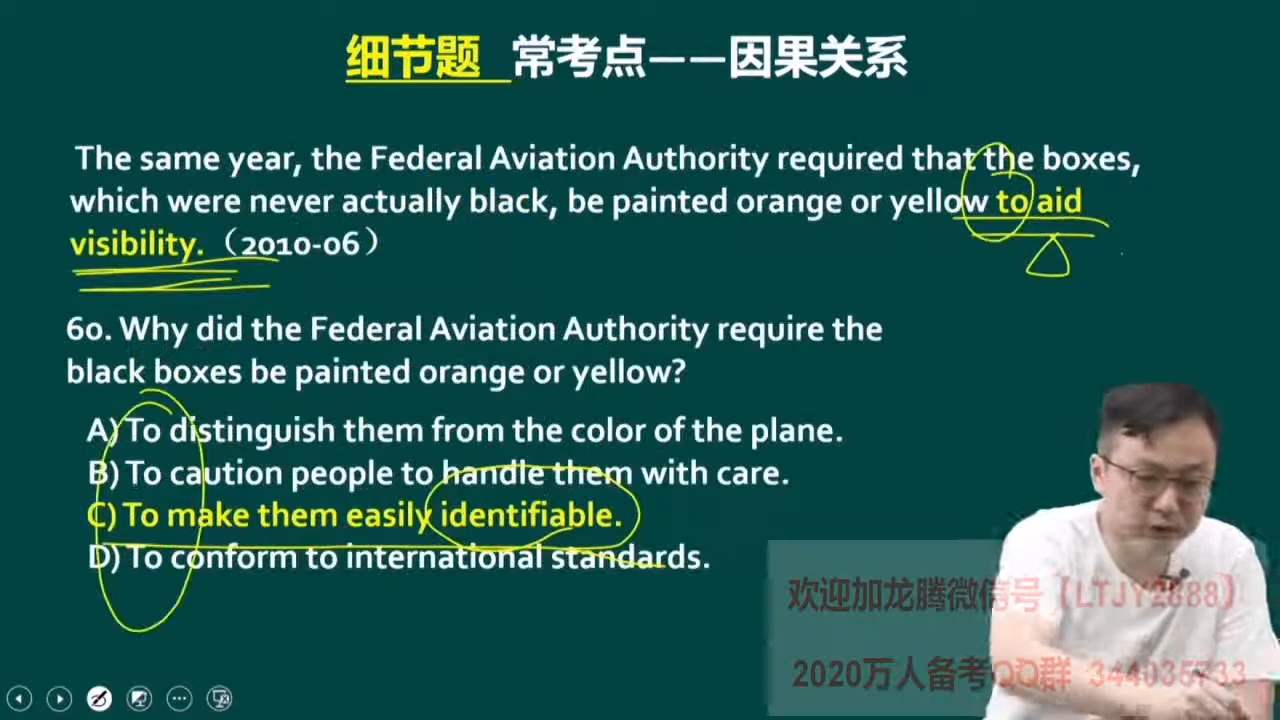 细节题 常考点——因果关系
The same year, the Federal Aviation Authority required that the boxes,
which were never actually black, be painted orange or yellow to aid
visibility.（2010-06）
60. Why did the Federal Aviation Authority require the
black boxes be painted orange or yellow?
A) To distinguish them from the color of the plane.
B) To caution people to handle them with care.
C) To make them easily identifiable.
D) To conform to international standards.
欢迎加龙腾微信号【LTJY2888】
2020万人备考QQ群 344035733